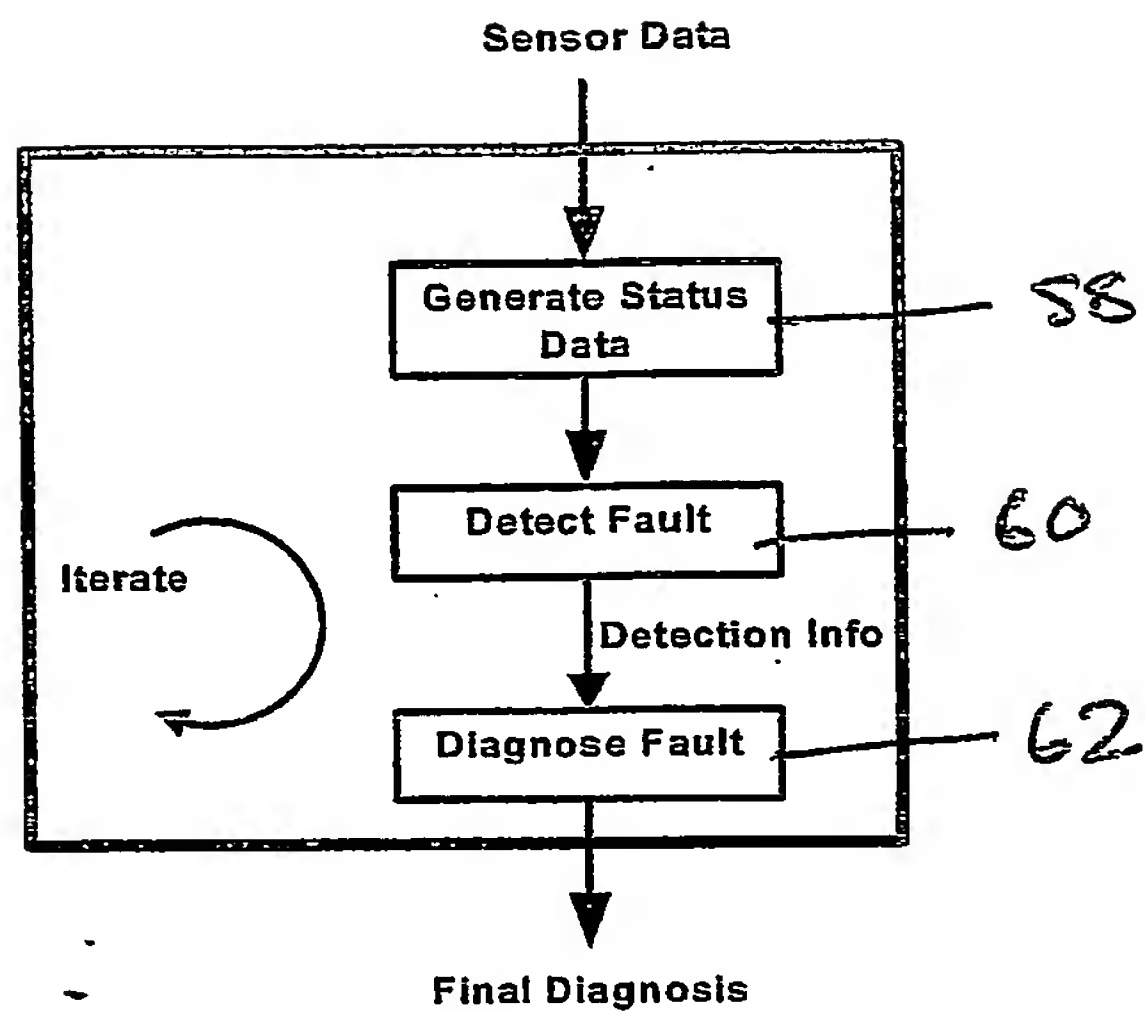 Sensor Data
Generate Status
Data
58
Detect Fault
60
Iterate
Detection Info
Diagnose Fault
62
Final Diagnosis